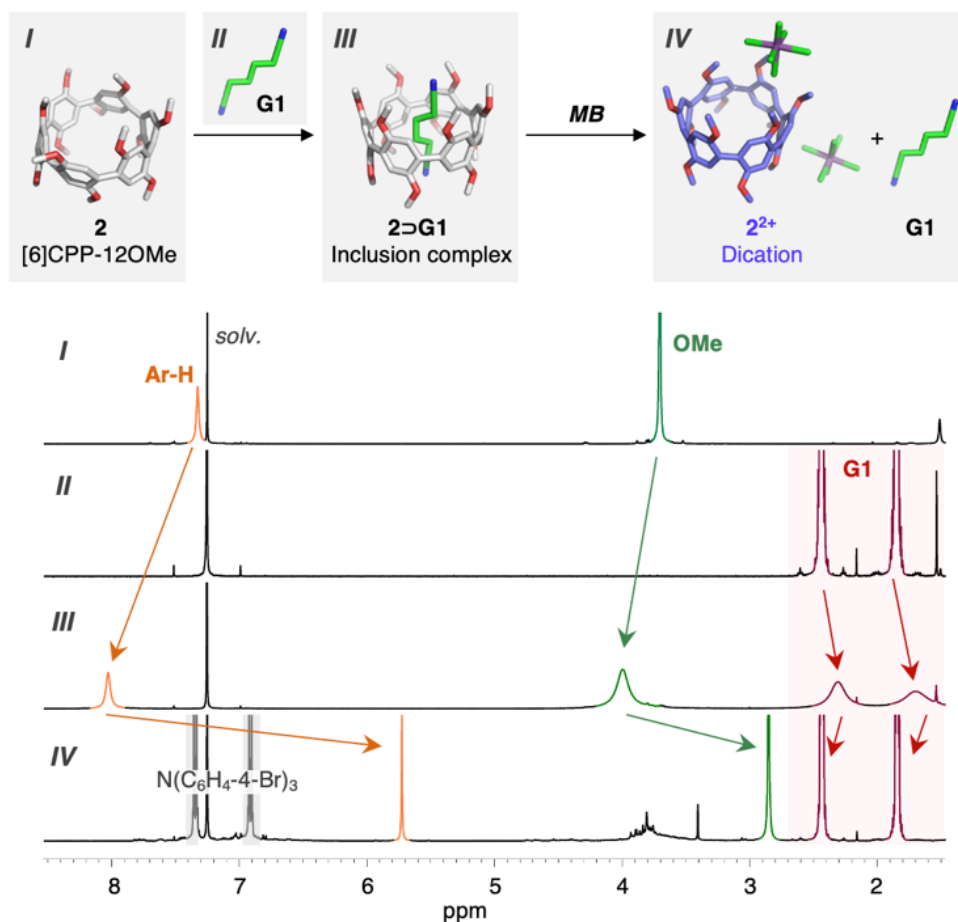 I
II
G1
III
MB
IV
+
2
[6]CPP-12OMe
2⊃G1
Inclusion complex
2²⁺
Dication
G1
I
Ar-H
solv.
OMe
II
G1
III
IV
N(C₆H₄-4-Br)₃
8 7 6 5 4 3 2
ppm